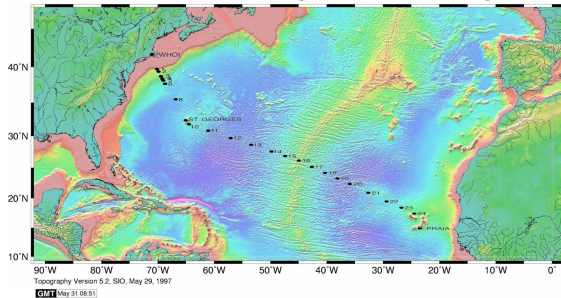 WHOI
40°N
6
8
ST. GEORGES
10
11
30°N
12
13
14
15
16
17
18
19
20
20°N
21
22
23
24
PRAIA
10°N
90°W 80°W 70°W 60°W 50°W 40°W 30°W 20°W 10°W 0°
Topography Version 5.2, SIO, May 29, 1997
GMT May 31 08:51